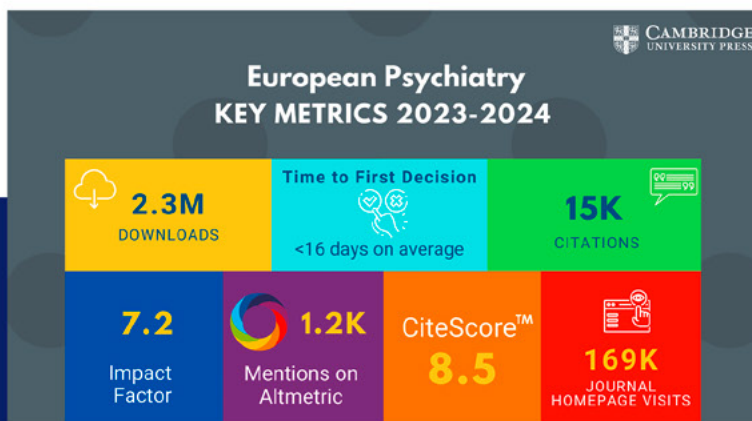 CAMBRIDGE
UNIVERSITY PRESS
European Psychiatry
KEY METRICS 2023-2024
2.3M
DOWNLOADS
Time to First Decision
<16 days on average
15K
CITATIONS
7.2
Impact
Factor
1.2K
Mentions on
Altmetric
CiteScore™
8.5
169K
JOURNAL
HOMEPAGE VISITS